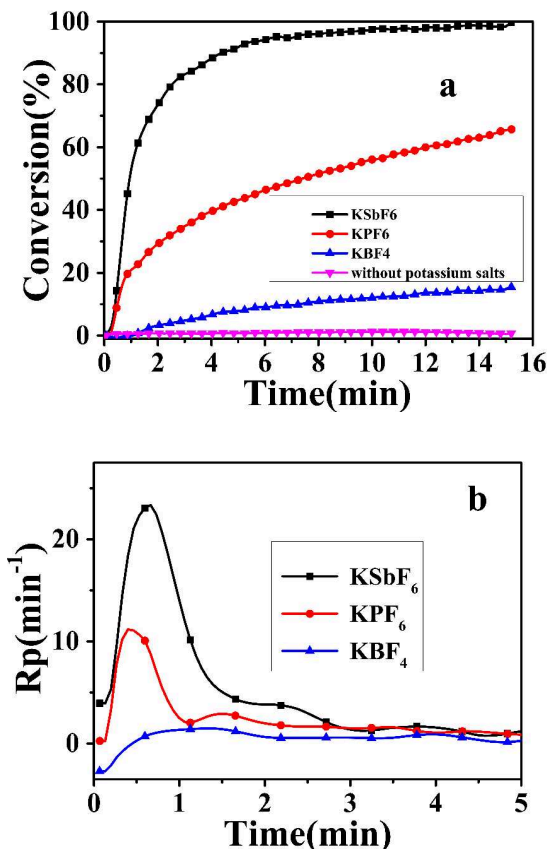 Conversion(%)
100
80
60
40
20
0
a
KSbF6
KPF6
KBF4
without potassium salts
0 2 4 6 8 10 12 14 16
Time(min)
Rp(min⁻¹)
20
10
0
b
KSbF₆
KPF₆
KBF₄
0 1 2 3 4 5
Time(min)